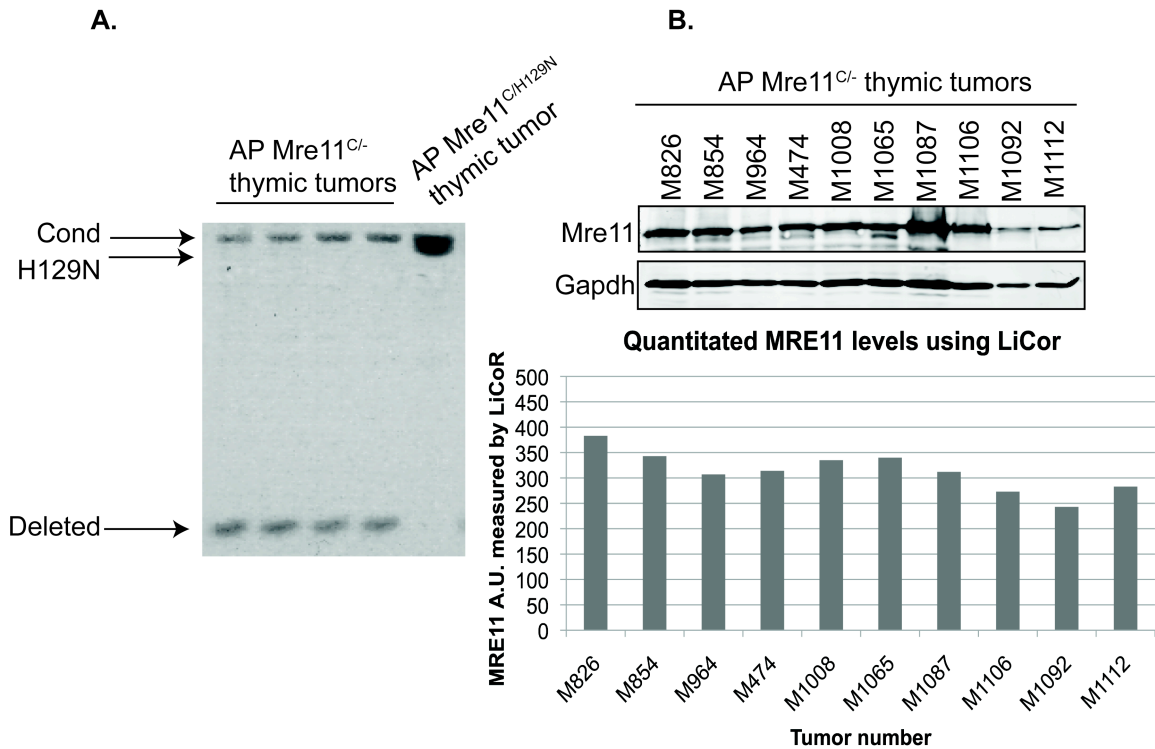 A.
AP Mre11C/-
thymic tumors
AP Mre11C/H129N
thymic tumor
Cond
H129N
Deleted
B.
AP Mre11C/- thymic tumors
M826
M854
M964
M474
M1008
M1065
M1087
M1106
M1092
M1112
Mre11
Gapdh
Quantitated MRE11 levels using LiCor
MRE11 A.U. measured by LiCoR
500
450
400
350
300
250
200
150
100
50
0
M826
M854
M964
M474
M1008
M1065
M1087
M1106
M1092
M1112
Tumor number